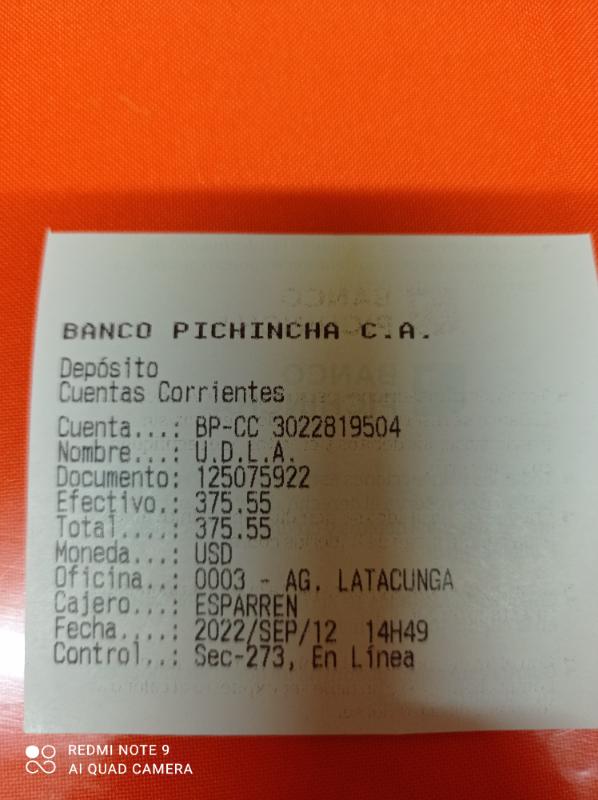 BANCO PICHINCHA C.A.
Depósito
Cuentas Corrientes
Cuenta...: BP-CC 3022819504
Nombre...: U.D.L.A.
Documento: 125075922
Efectivo.: 375.55
Total....: 375.55
Moneda...: USD
Oficina..: 0003 - AG. LATACUNGA
Cajero...: ESPARREN
Fecha....: 2022/SEP/12 14H49
Control..: Sec-273, En Línea
REDMI NOTE 9
AI QUAD CAMERA